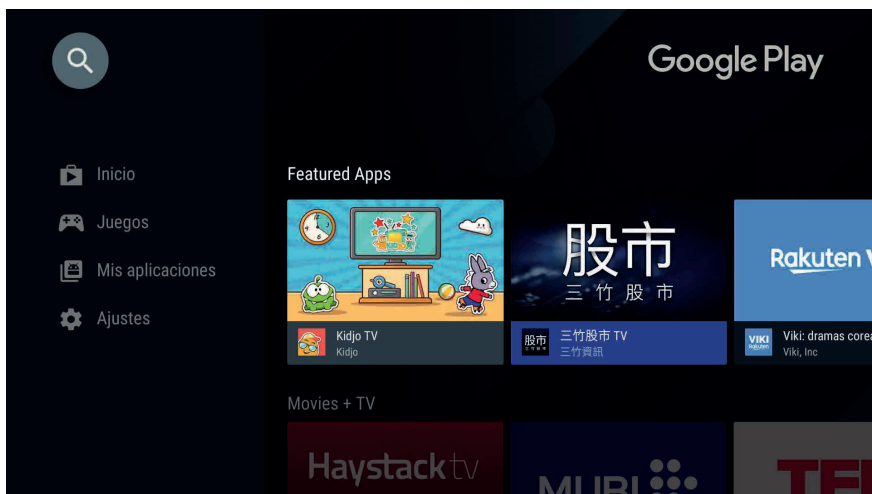 Google Play
Inicio
Juegos
Mis aplicaciones
Ajustes
Featured Apps
股市
三竹股市
Rakuten
Kidjo TV
Kidjo
股市
三竹股市 TV
三竹資訊
VIKI
Rakuten
Viki: dramas corea
Viki, Inc
Movies + TV
Haystack tv
MUBI